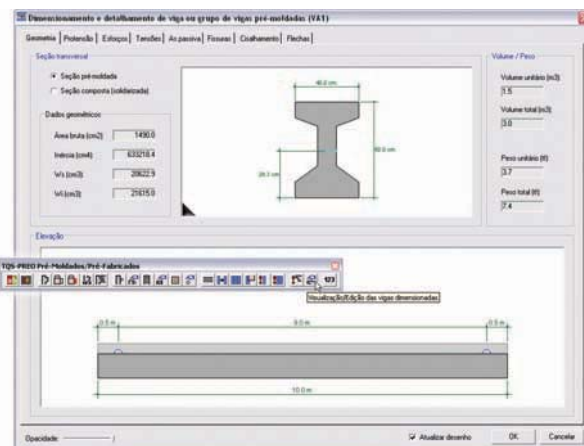 Dimensionamento e detalhamento de viga ou grupo de vigas pré-moldadas (VA1)
Geometria | Protensão | Esforços | Tensões | As.passiva | Fissuras | Cisalhamento | Flechas
Seção transversal
Seção pré-moldada
Seção composta (solidarizada)
Dados geométricos
Área bruta (cm2): 1490.0
Inércia (cm4): 633218.4
Ws (cm3): 20622.9
Wi (cm3): 21615.0
40.0 cm
60.0 cm
29.3 cm
Volume / Peso
Volume unitário (m3):
1.5
Volume total (m3):
3.0
Peso unitário (tf):
3.7
Peso total (tf):
7.4
Elevação
TQS-PREO Pré-Moldados/Pré-Fabricados
123
Visualização/Edição das vigas dimensionadas
0.5 m
9.0 m
0.5 m
10.0 m
Opacidade:
Atualizar desenho
OK
Cancelar